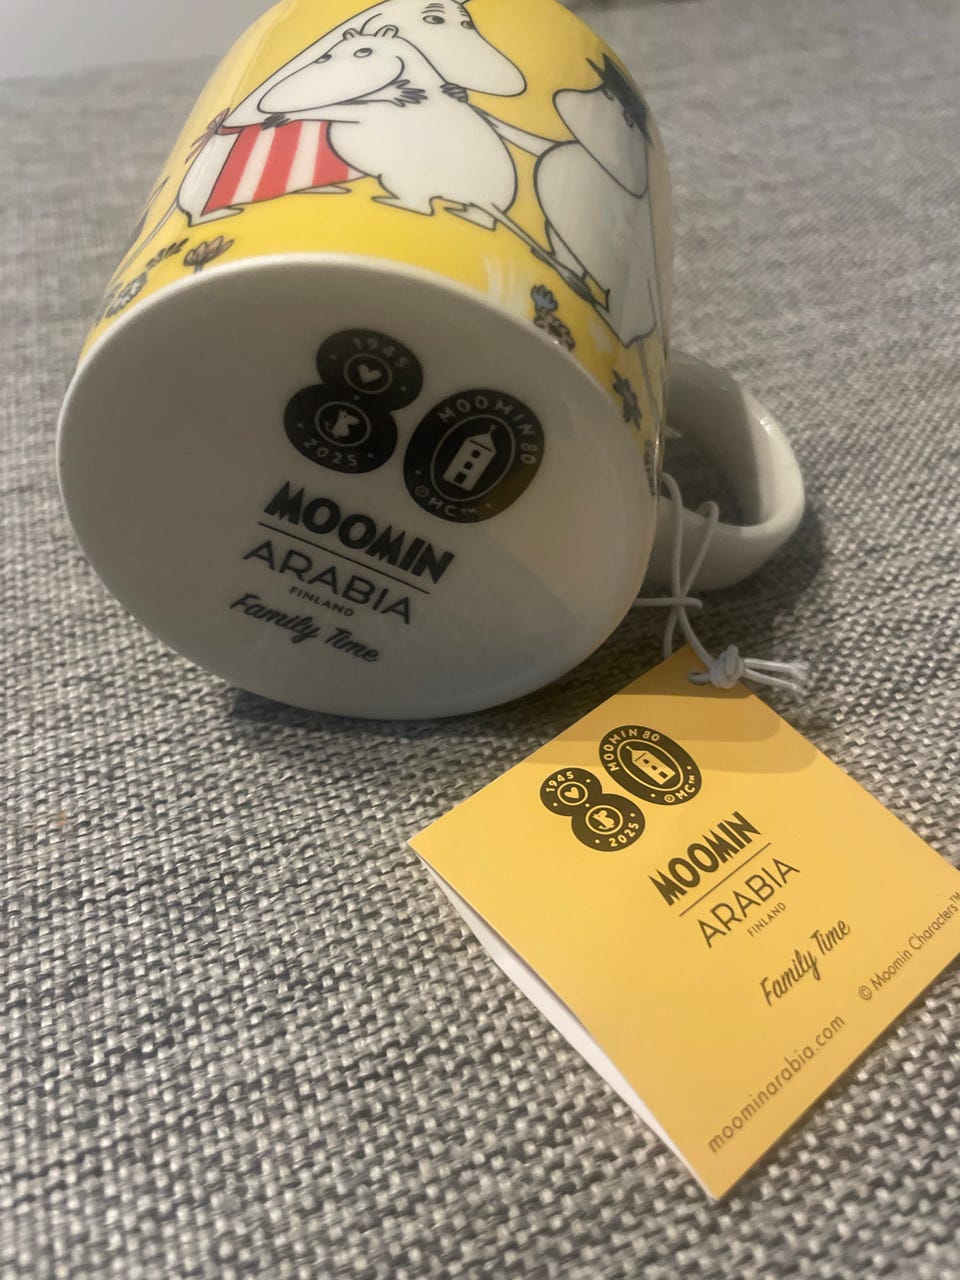 1945
2025
MOOMIN 80
© MC™
MOOMIN
ARABIA
FINLAND
Family Time
1945
2025
MOOMIN 80
© MC™
MOOMIN
ARABIA
FINLAND
Family Time
© Moomin Characters™
moominarabia.com